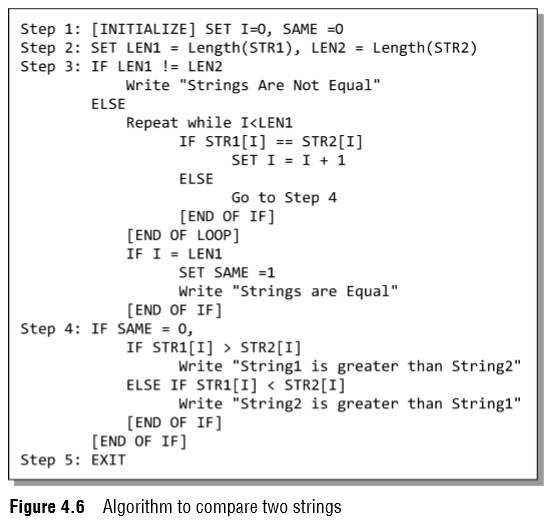 Step 1: [INITIALIZE] SET I=0, SAME =0
Step 2: SET LEN1 = Length(STR1), LEN2 = Length(STR2)
Step 3: IF LEN1 != LEN2
Write "Strings Are Not Equal"
ELSE
Repeat while I<LEN1
IF STR1[I] == STR2[I]
SET I = I + 1
ELSE
Go to Step 4
[END OF IF]
[END OF LOOP]
IF I = LEN1
SET SAME =1
Write "Strings are Equal"
[END OF IF]
Step 4: IF SAME = 0,
IF STR1[I] > STR2[I]
Write "String1 is greater than String2"
ELSE IF STR1[I] < STR2[I]
Write "String2 is greater than String1"
[END OF IF]
[END OF IF]
Step 5: EXIT
Figure 4.6 Algorithm to compare two strings